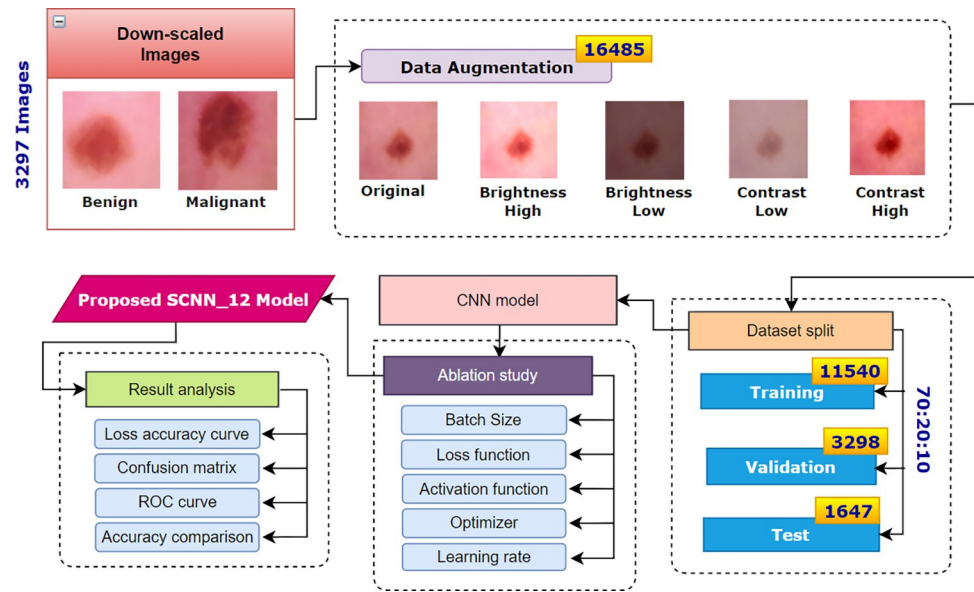 3297 Images
Down-scaled
Images
Benign
Malignant
16485
Data Augmentation
Original
Brightness
High
Brightness
Low
Contrast
Low
Contrast
High
Proposed SCNN_12 Model
CNN model
Dataset split
Result analysis
Loss accuracy curve
Confusion matrix
ROC curve
Accuracy comparison
Ablation study
Batch Size
Loss function
Activation function
Optimizer
Learning rate
11540
Training
3298
Validation
1647
Test
70:20:10